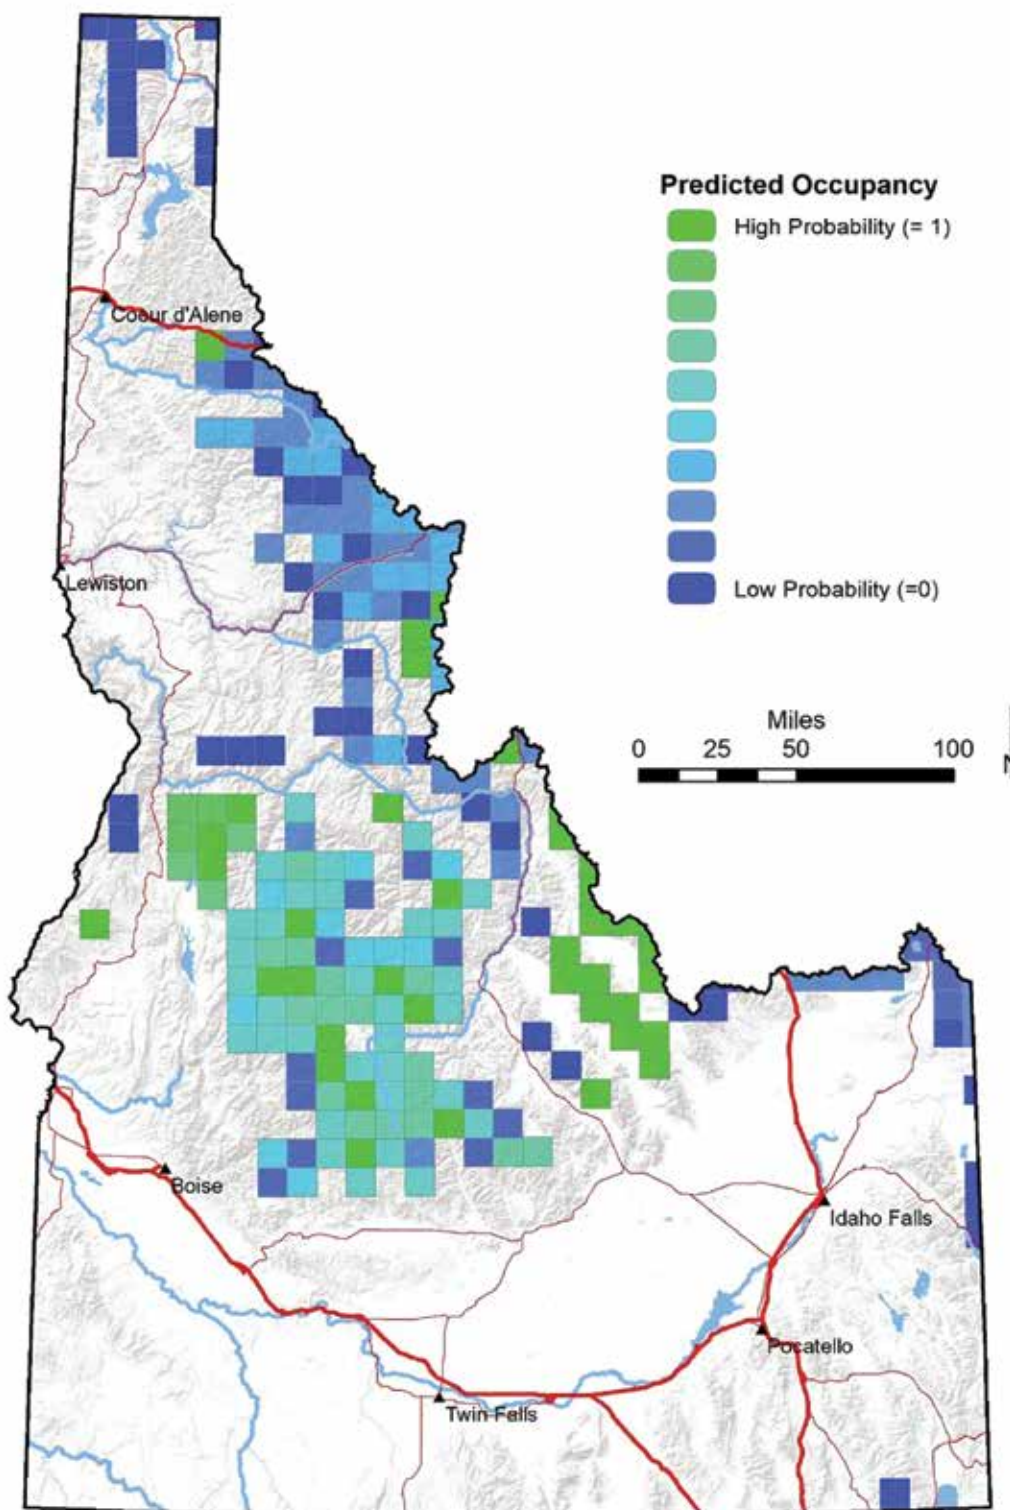 Predicted Occupancy
High Probability (= 1)
Coeur d'Alene
Lewiston
Low Probability (=0)
Miles
0 25 50 100
N
Boise
Idaho Falls
Pocatello
Twin Falls